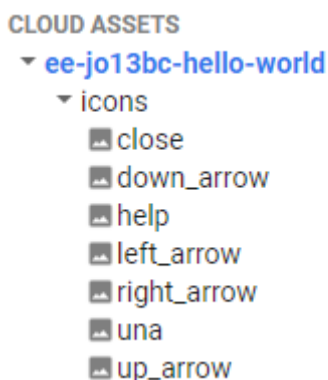 CLOUD ASSETS
ee-jo13bc-hello-world
icons
close
down_arrow
help
left_arrow
right_arrow
una
up_arrow